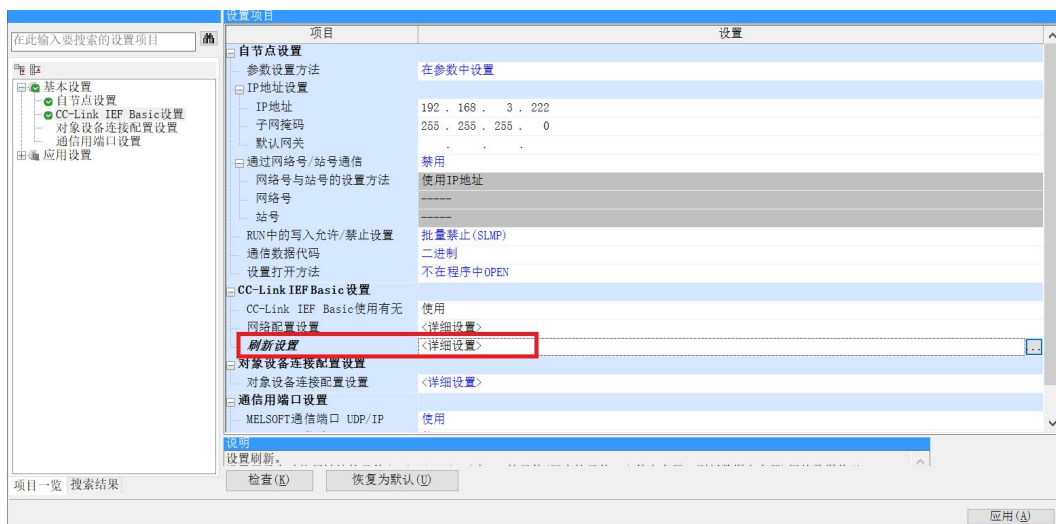 设置项目
在此输入要搜索的设置项目
项目 设置
基本设置
自节点设置
CC-Link IEF Basic设置
对象设备连接配置设置
通信用端口设置
应用设置
自节点设置
参数设置方法 在参数中设置
IP地址设置
IP地址 192 . 168 . 3 . 222
子网掩码 255 . 255 . 255 . 0
默认网关 . . .
通过网络号/站号通信 禁用
网络号与站号的设置方法 使用IP地址
网络号 -----
站号 -----
RUN中的写入允许/禁止设置 批量禁止(SLMP)
通信数据代码 二进制
设置打开方法 不在程序中OPEN
CC-Link IEF Basic设置
CC-Link IEF Basic使用有无 使用
网络配置设置 <详细设置>
刷新设置 <详细设置> ...
对象设备连接配置设置
对象设备连接配置设置 <详细设置>
通信用端口设置
MELSOFT通信端口 UDP/IP 使用
说明
设置刷新。
项目一览 搜索结果
检查(K) 恢复为默认(U)
应用(A)